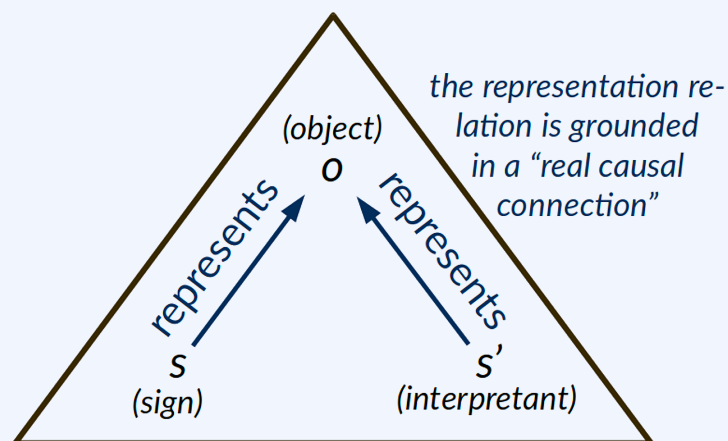 the representation re-
lation is grounded
in a “real causal
connection”
(object)
o
represents
represents
s
s’
(sign)
(interpretant)